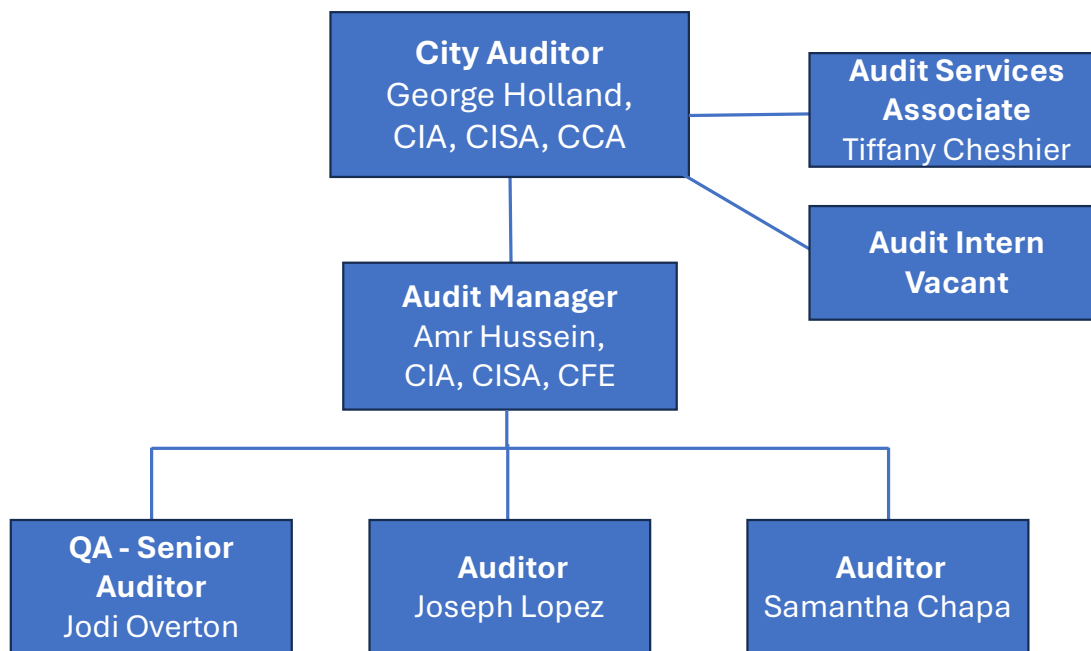 City Auditor
George Holland,
CIA, CISA, CCA
Audit Services
Associate
Tiffany Cheshier
Audit Intern
Vacant
Audit Manager
Amr Hussein,
CIA, CISA, CFE
QA - Senior
Auditor
Jodi Overton
Auditor
Joseph Lopez
Auditor
Samantha Chapa